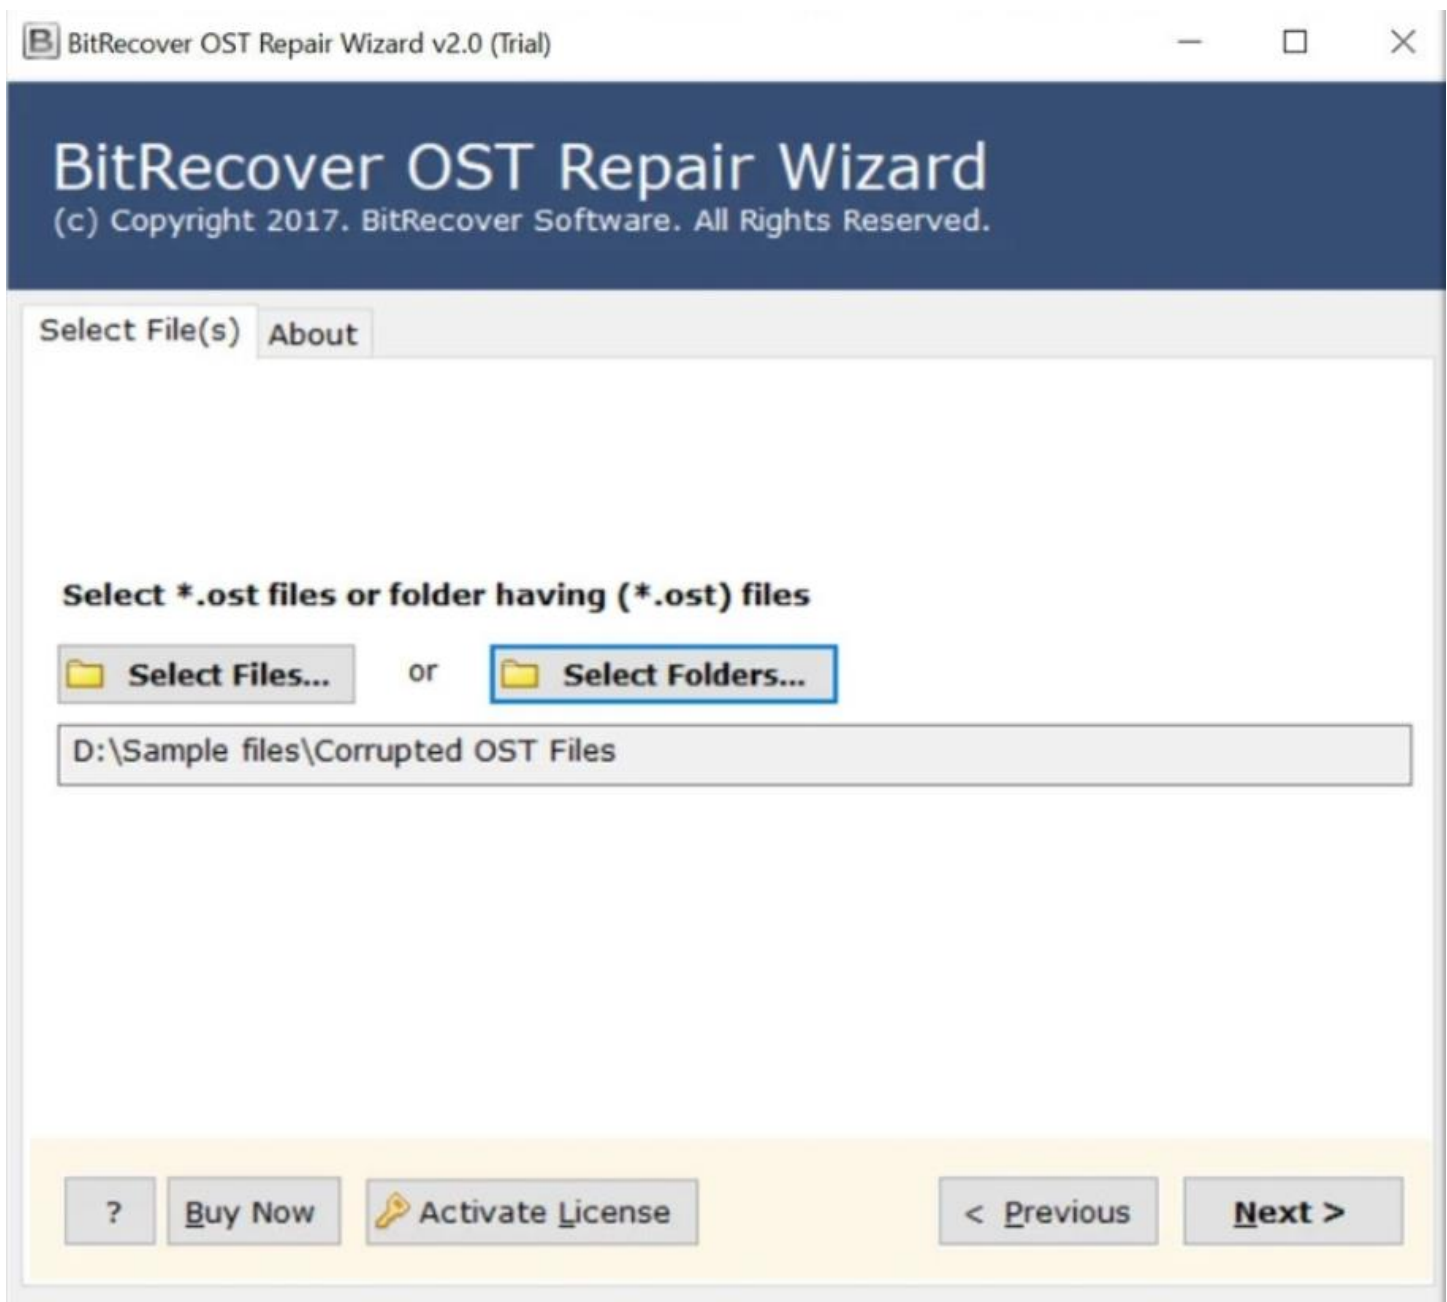 B BitRecover OST Repair Wizard v2.0 (Trial)
BitRecover OST Repair Wizard
(c) Copyright 2017. BitRecover Software. All Rights Reserved.
Select File(s) About
Select *.ost files or folder having (*.ost) files
Select Files... or Select Folders...
D:\Sample files\Corrupted OST Files
? Buy Now Activate License < Previous Next >